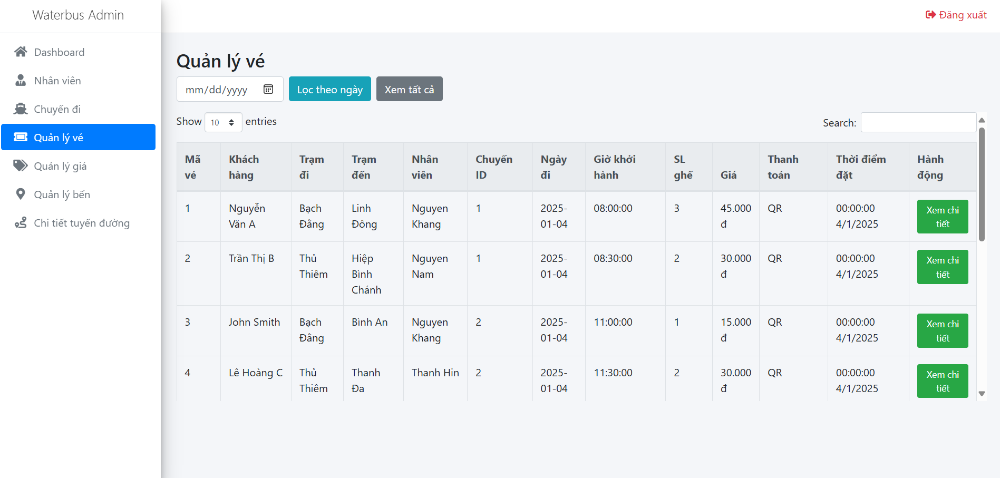 Waterbus Admin
Đăng xuất
Dashboard
Nhân viên
Chuyến đi
Quản lý vé
Quản lý giá
Quản lý bến
Chi tiết tuyến đường
Quản lý vé
mm/dd/yyyy
Lọc theo ngày
Xem tất cả
Show 10 entries
Search:
Mã vé
Khách hàng
Trạm đi
Trạm đến
Nhân viên
Chuyến ID
Ngày đi
Giờ khởi hành
SL ghế
Giá
Thanh toán
Thời điểm đặt
Hành động
1
Nguyễn Văn A
Bạch Đằng
Linh Đông
Nguyen Khang
1
2025-01-04
08:00:00
3
45.000 đ
QR
00:00:00 4/1/2025
Xem chi tiết
2
Trần Thị B
Thủ Thiêm
Hiệp Bình Chánh
Nguyen Nam
1
2025-01-04
08:30:00
2
30.000 đ
QR
00:00:00 4/1/2025
Xem chi tiết
3
John Smith
Bạch Đằng
Bình An
Nguyen Khang
2
2025-01-04
11:00:00
1
15.000 đ
QR
00:00:00 4/1/2025
Xem chi tiết
4
Lê Hoàng C
Thủ Thiêm
Thanh Đa
Thanh Hin
2
2025-01-04
11:30:00
2
30.000 đ
QR
00:00:00 4/1/2025
Xem chi tiết